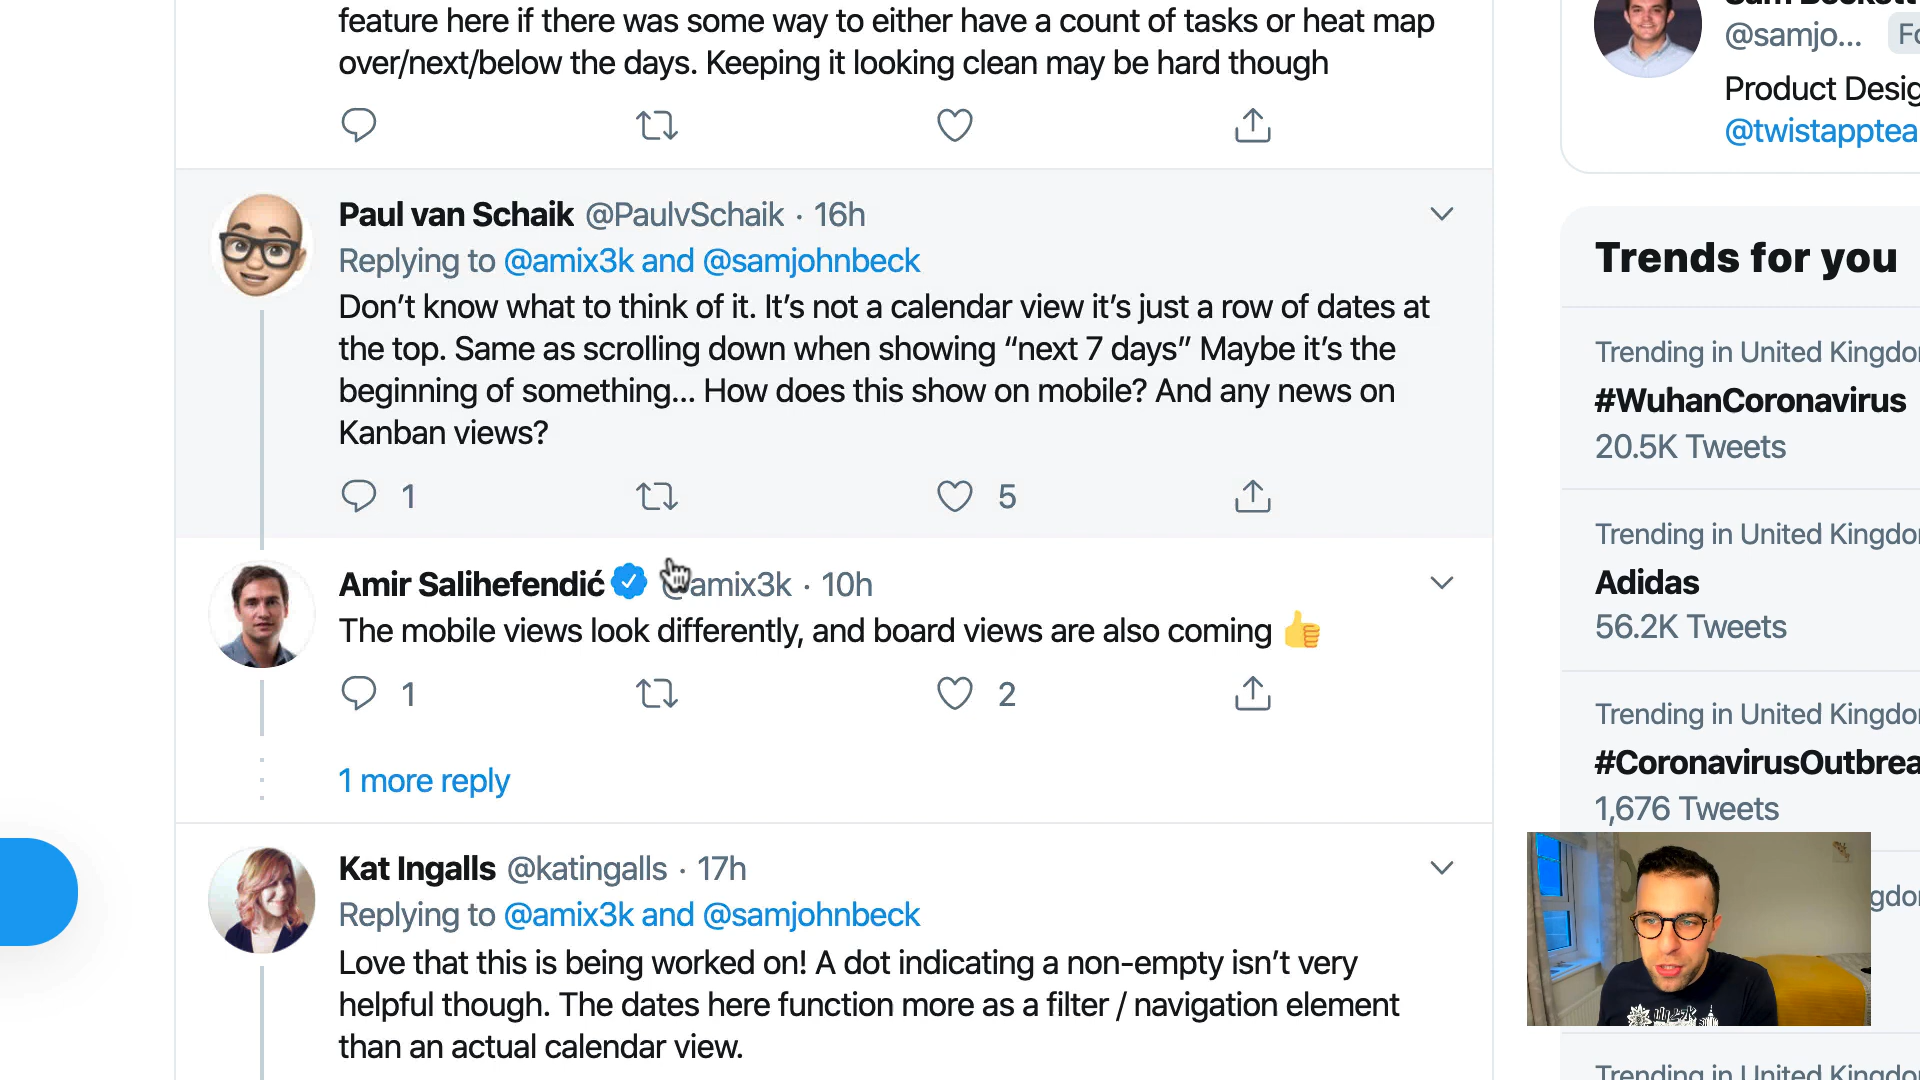 feature here if there was some way to either have a count of tasks or heat map
over/next/below the days. Keeping it looking clean may be hard though
Paul van Schaik @PaulvSchaik · 16h
Replying to @amix3k and @samjohnbeck
Don’t know what to think of it. It’s not a calendar view it’s just a row of dates at
the top. Same as scrolling down when showing “next 7 days” Maybe it’s the
beginning of something... How does this show on mobile? And any news on
Kanban views?
1
5
Amir Salihefendić @amix3k · 10h
The mobile views look differently, and board views are also coming 👍
1
2
1 more reply
Kat Ingalls @katingalls · 17h
Replying to @amix3k and @samjohnbeck
Love that this is being worked on! A dot indicating a non-empty isn’t very
helpful though. The dates here function more as a filter / navigation element
than an actual calendar view.
@samjo... Fo
Product Desig
@twistapptea
Trends for you
Trending in United Kingdo
#WuhanCoronavirus
20.5K Tweets
Trending in United Kingdo
Adidas
56.2K Tweets
Trending in United Kingdo
#CoronavirusOutbrea
1,676 Tweets
gdo
Trending in United Kingdo